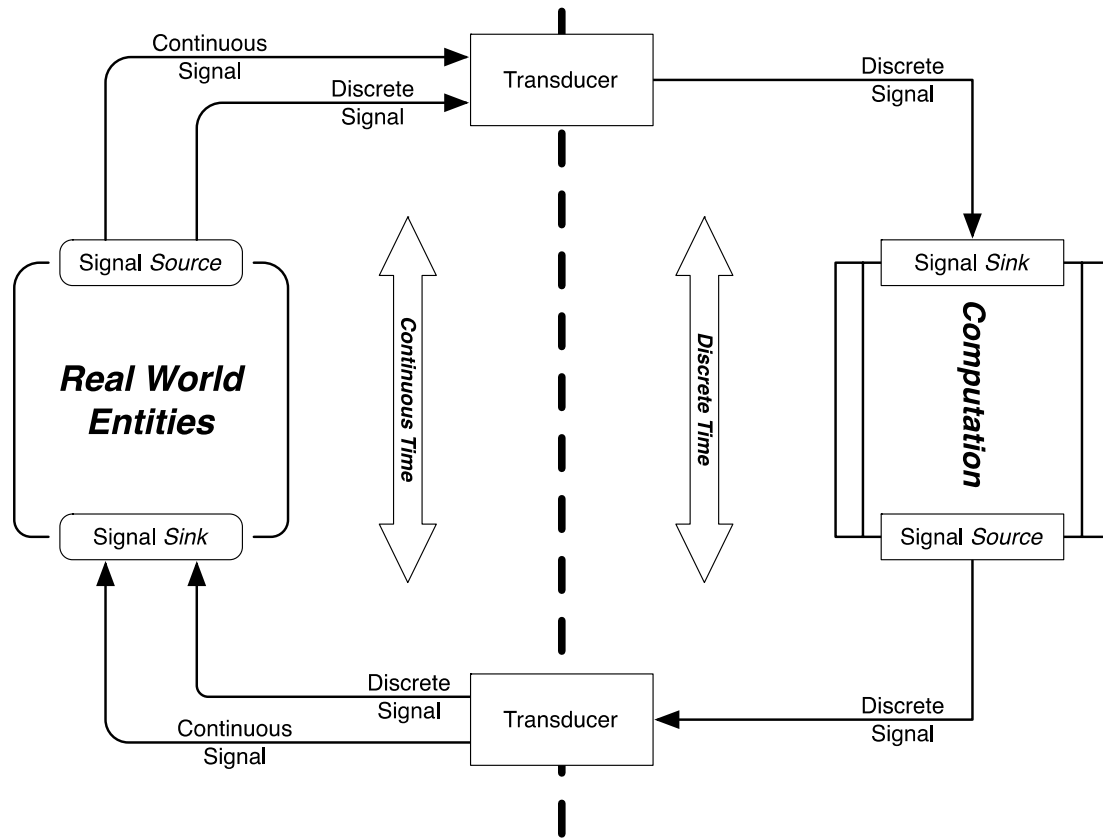 Continuous
Signal
Discrete
Signal
Transducer
Discrete
Signal
Signal Source
Signal Sink
Real World
Entities
Continuous Time
Discrete Time
Computation
Signal Sink
Signal Source
Discrete
Signal
Continuous
Signal
Transducer
Discrete
Signal